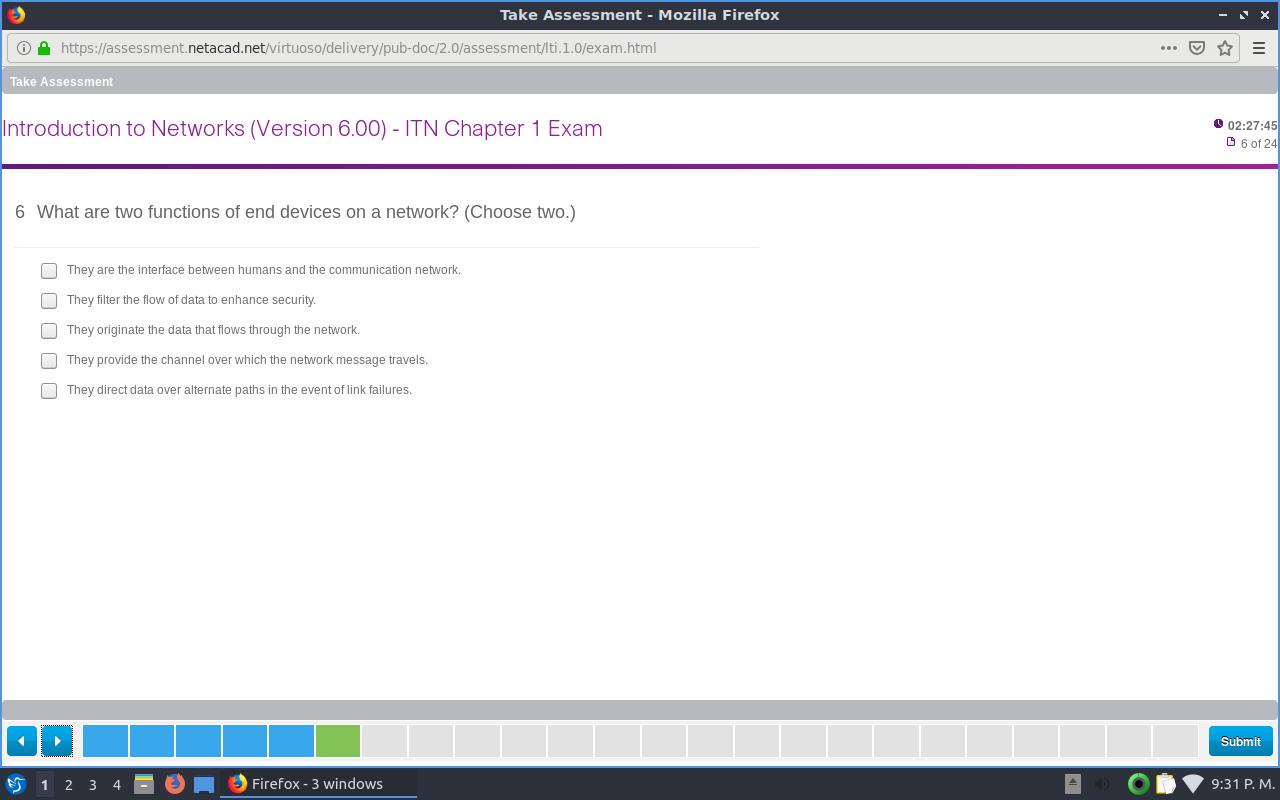 Take Assessment - Mozilla Firefox
https://assessment.netacad.net/virtuoso/delivery/pub-doc/2.0/assessment/lti.1.0/exam.html
Take Assessment
Introduction to Networks (Version 6.00) - ITN Chapter 1 Exam
02:27:45
6 of 24
6 What are two functions of end devices on a network? (Choose two.)
They are the interface between humans and the communication network.
They filter the flow of data to enhance security.
They originate the data that flows through the network.
They provide the channel over which the network message travels.
They direct data over alternate paths in the event of link failures.
Submit
1 2 3 4 Firefox - 3 windows 9:31 P. M.